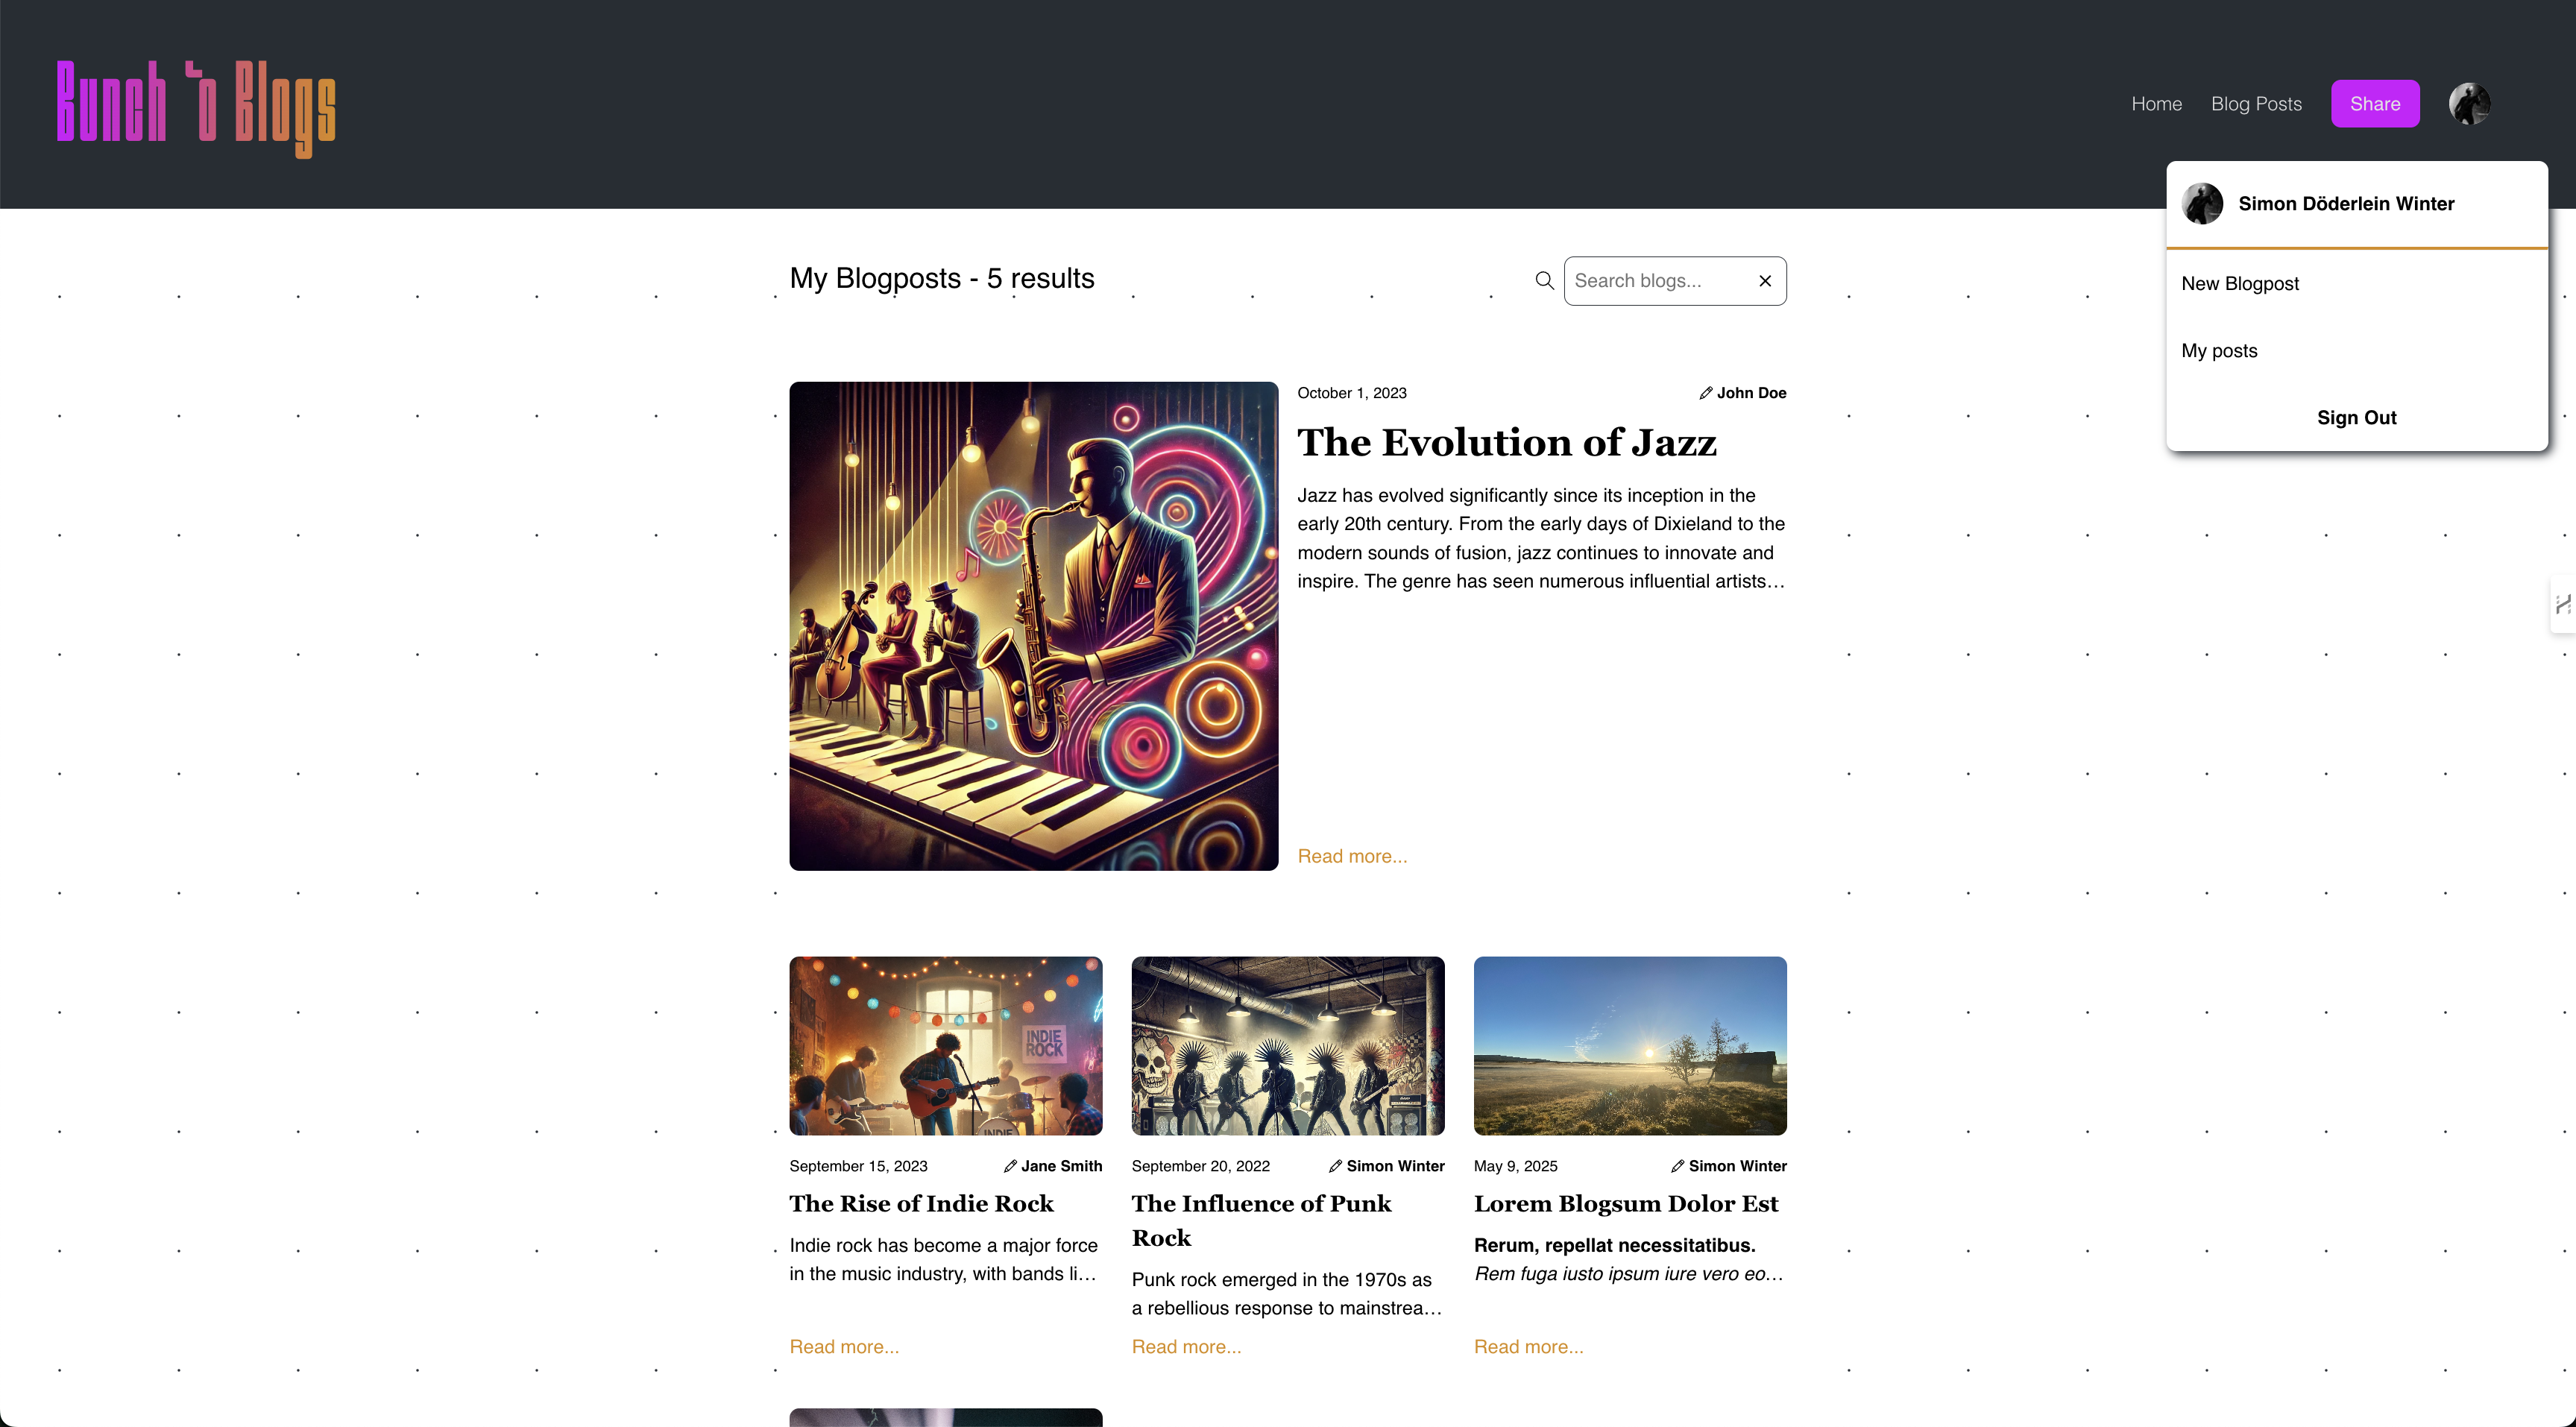 Bunch 'o Blogs
Home Blog Posts Share
Simon Döderlein Winter
New Blogpost
My posts
Sign Out
My Blogposts - 5 results
Search blogs...
October 1, 2023 John Doe
The Evolution of Jazz
Jazz has evolved significantly since its inception in the
early 20th century. From the early days of Dixieland to the
modern sounds of fusion, jazz continues to innovate and
inspire. The genre has seen numerous influential artists…
Read more...
INDIE
ROCK
INDIE
September 15, 2023 Jane Smith
The Rise of Indie Rock
Indie rock has become a major force
in the music industry, with bands li…
Read more...
September 20, 2022 Simon Winter
The Influence of Punk
Rock
Punk rock emerged in the 1970s as
a rebellious response to mainstrea…
Read more...
May 9, 2025 Simon Winter
Lorem Blogsum Dolor Est
Rerum, repellat necessitatibus.
Rem fuga iusto ipsum iure vero eo…
Read more...